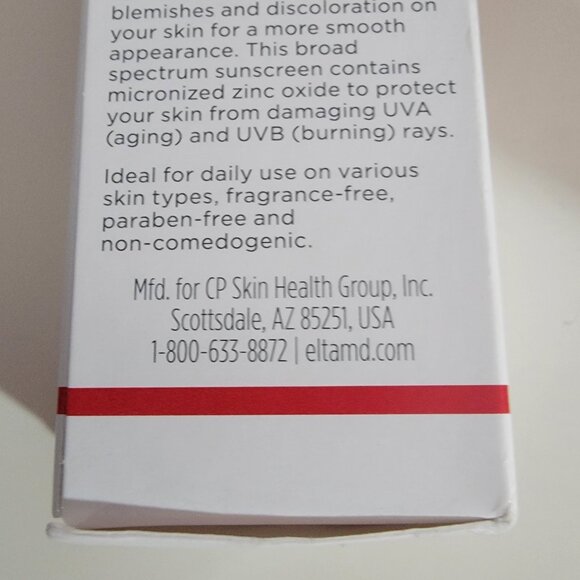 blemishes and discoloration on
your skin for a more smooth
appearance. This broad
spectrum sunscreen contains
micronized zinc oxide to protect
your skin from damaging UVA
(aging) and UVB (burning) rays.
Ideal for daily use on various
skin types, fragrance-free,
paraben-free and
non-comedogenic.
Mfd. for CP Skin Health Group, Inc.
Scottsdale, AZ 85251, USA
1-800-633-8872 | eltamd.com